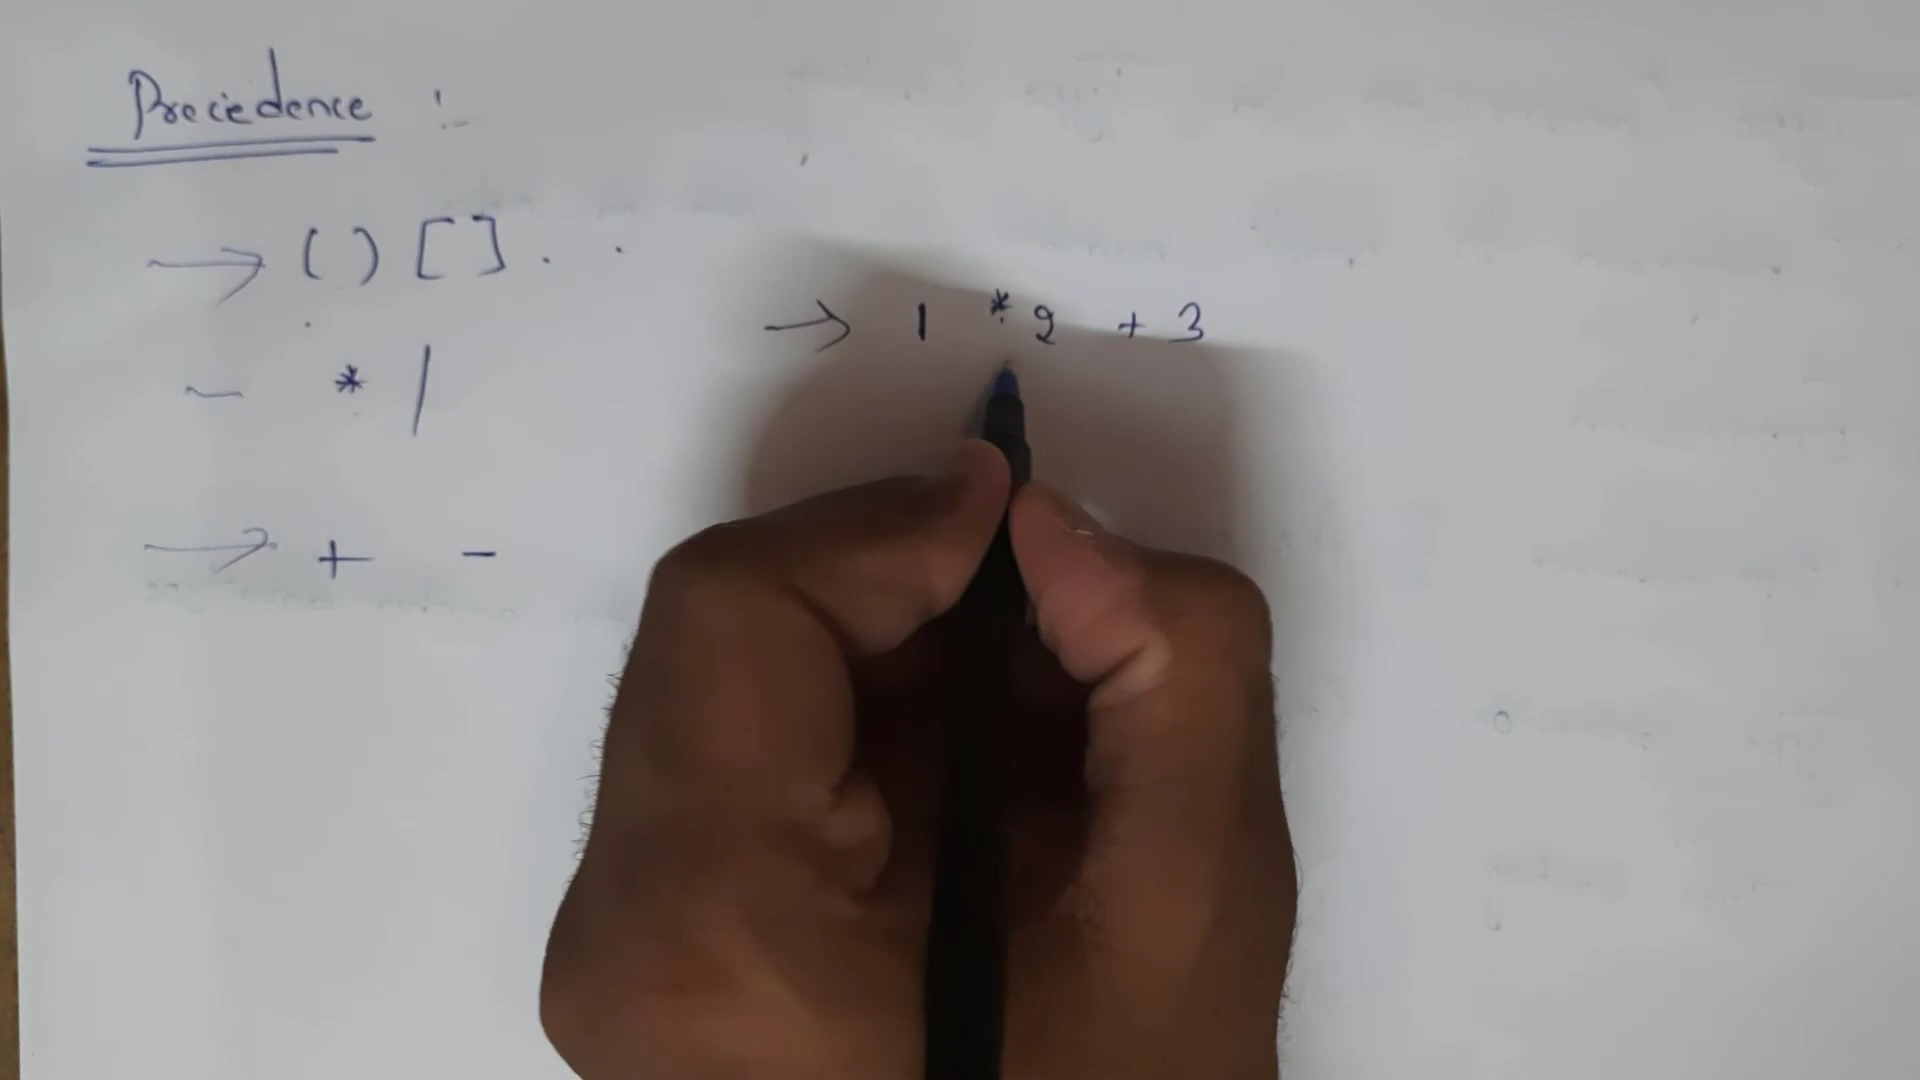 Precedence :-
→ ( ) [ ] .
~ * /
→ + -
→ 1 * 2 + 3